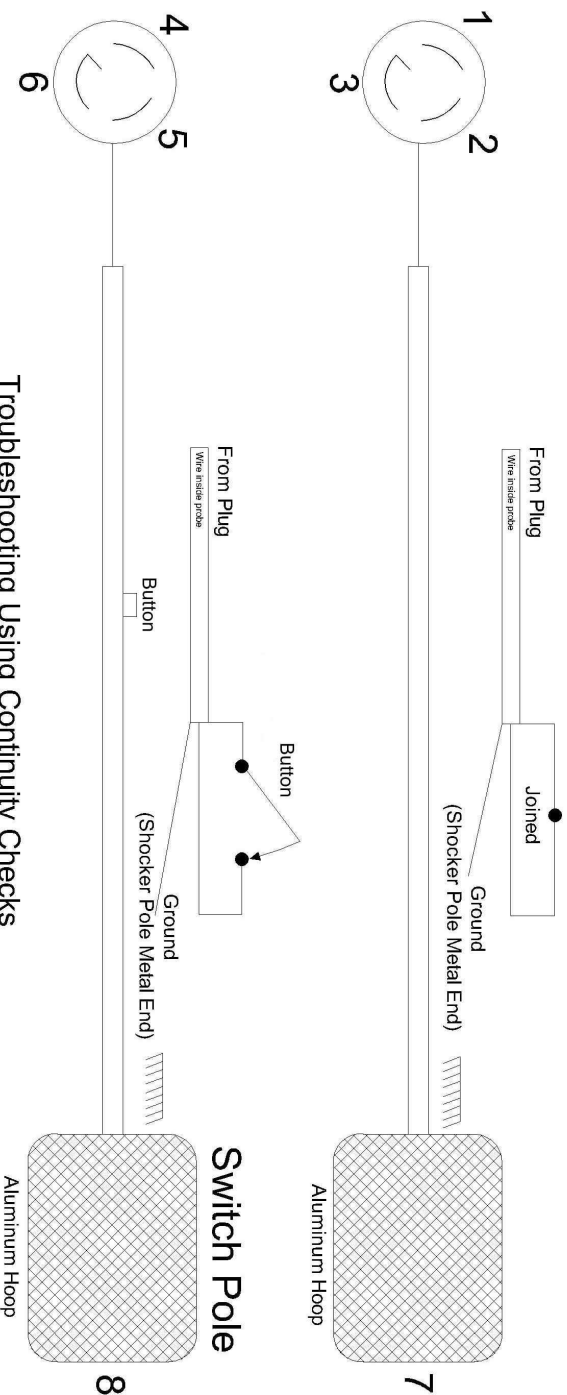 1
2
3
From Plug
Wire inside probe
Joined
Ground
(Shocker Pole Metal End)
Aluminum Hoop
7
Switch Pole
4
5
6
From Plug
Wire inside probe
Button
Button
Ground
(Shocker Pole Metal End)
Aluminum Hoop
8
Troubleshooting Using Continuity Checks